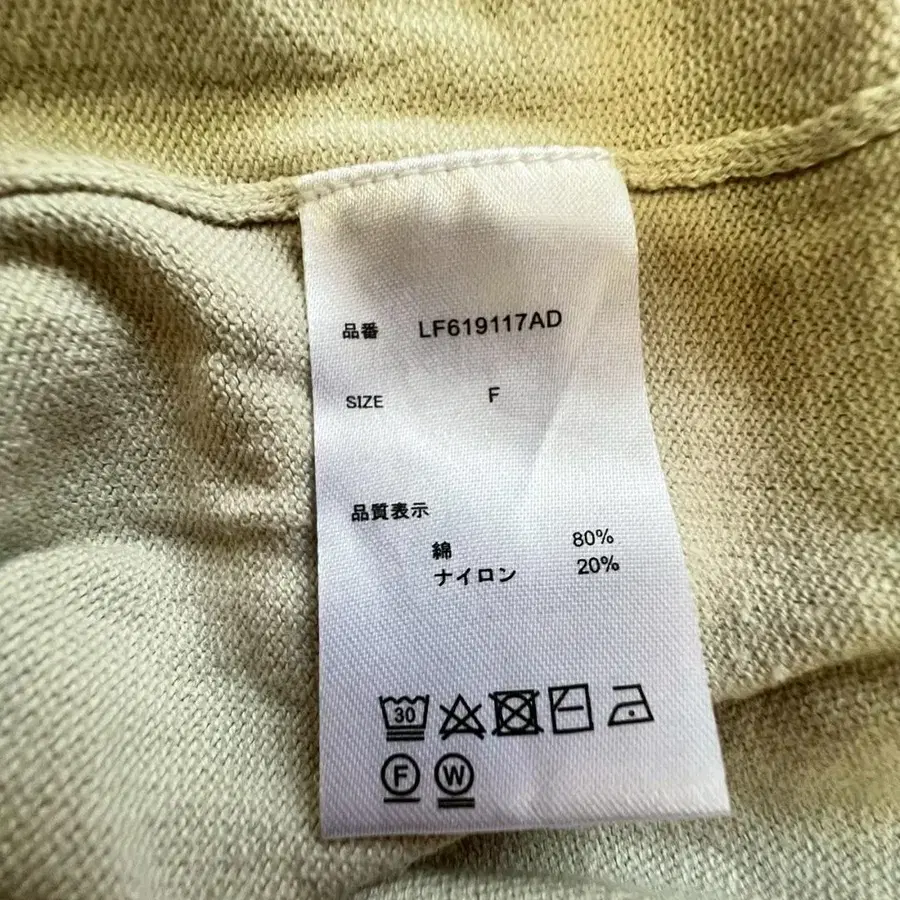 品番 LF619117AD
SIZE F
品質表示
綿 80%
ナイロン 20%
30
F W